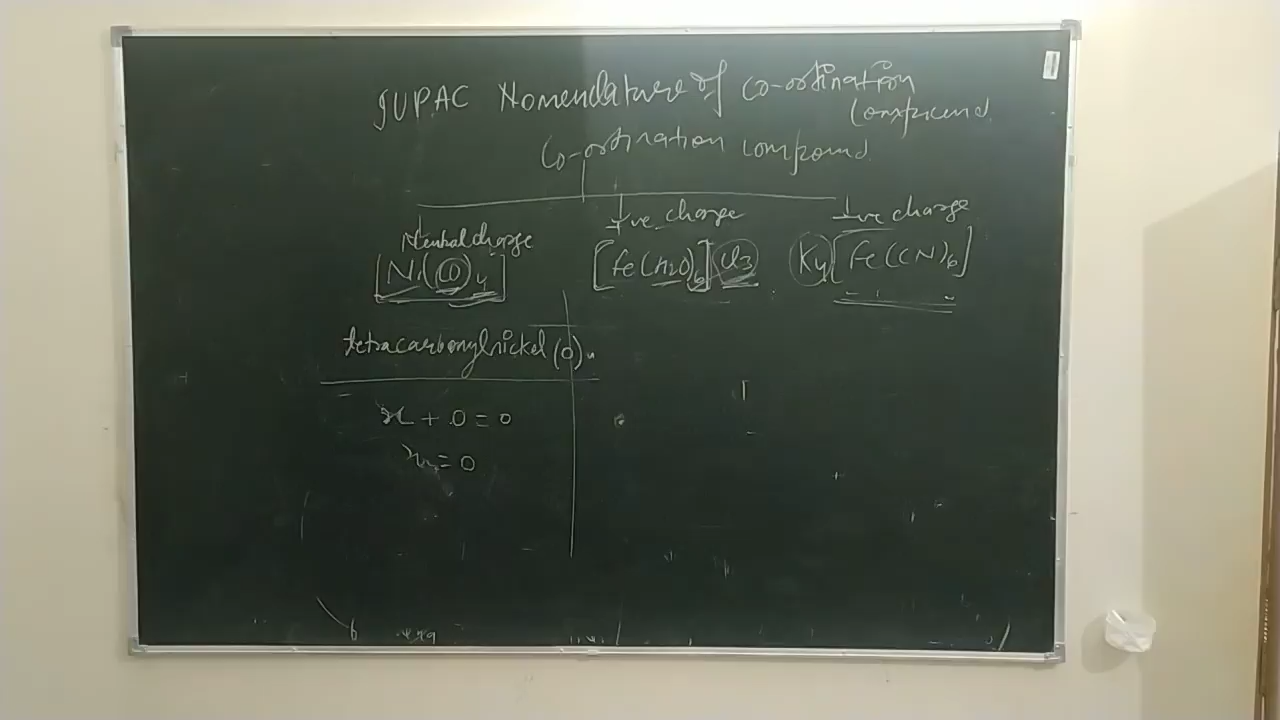 IUPAC Nomenclature of Co-ordination
Compound
Co-ordination compound
Neutral charge +ve charge -ve charge
[Ni(CO)4] [Fe(H2O)6]Cl3 K4[Fe(CN)6]
tetracarbonylnickel (0)
x + 0 = 0
x = 0